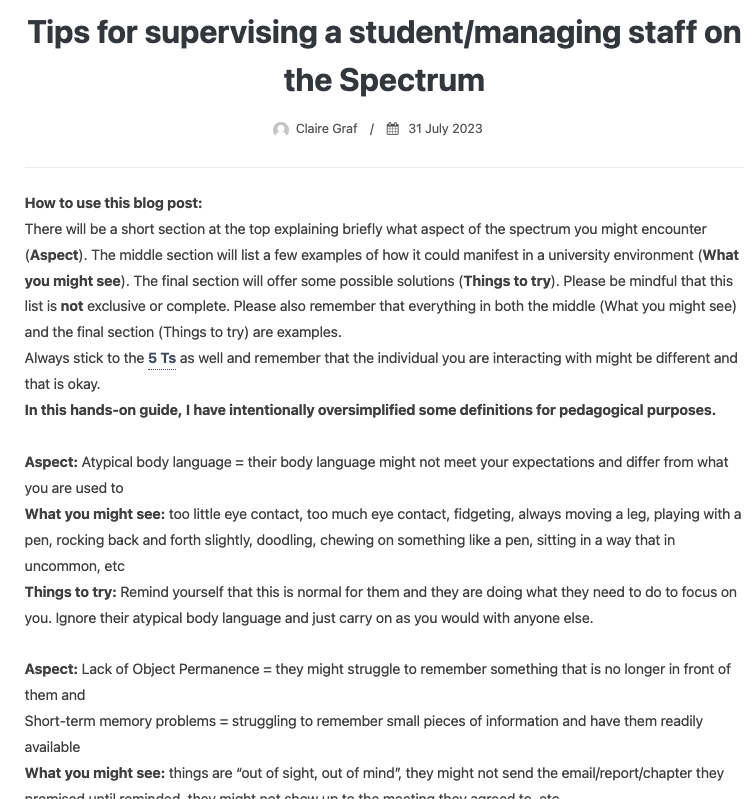 Tips for supervising a student/managing staff on
the Spectrum
Claire Graf / 31 July 2023
How to use this blog post:
There will be a short section at the top explaining briefly what aspect of the spectrum you might encounter
(Aspect). The middle section will list a few examples of how it could manifest in a university environment (What
you might see). The final section will offer some possible solutions (Things to try). Please be mindful that this
list is not exclusive or complete. Please also remember that everything in both the middle (What you might see)
and the final section (Things to try) are examples.
Always stick to the 5 Ts as well and remember that the individual you are interacting with might be different and
that is okay.
In this hands-on guide, I have intentionally oversimplified some definitions for pedagogical purposes.
Aspect: Atypical body language = their body language might not meet your expectations and differ from what
you are used to
What you might see: too little eye contact, too much eye contact, fidgeting, always moving a leg, playing with a
pen, rocking back and forth slightly, doodling, chewing on something like a pen, sitting in a way that in
uncommon, etc
Things to try: Remind yourself that this is normal for them and they are doing what they need to do to focus on
you. Ignore their atypical body language and just carry on as you would with anyone else.
Aspect: Lack of Object Permanence = they might struggle to remember something that is no longer in front of
them and
Short-term memory problems = struggling to remember small pieces of information and have them readily
available
What you might see: things are “out of sight, out of mind”, they might not send the email/report/chapter they
promised until reminded, they might not show up to the meeting they agreed to, etc